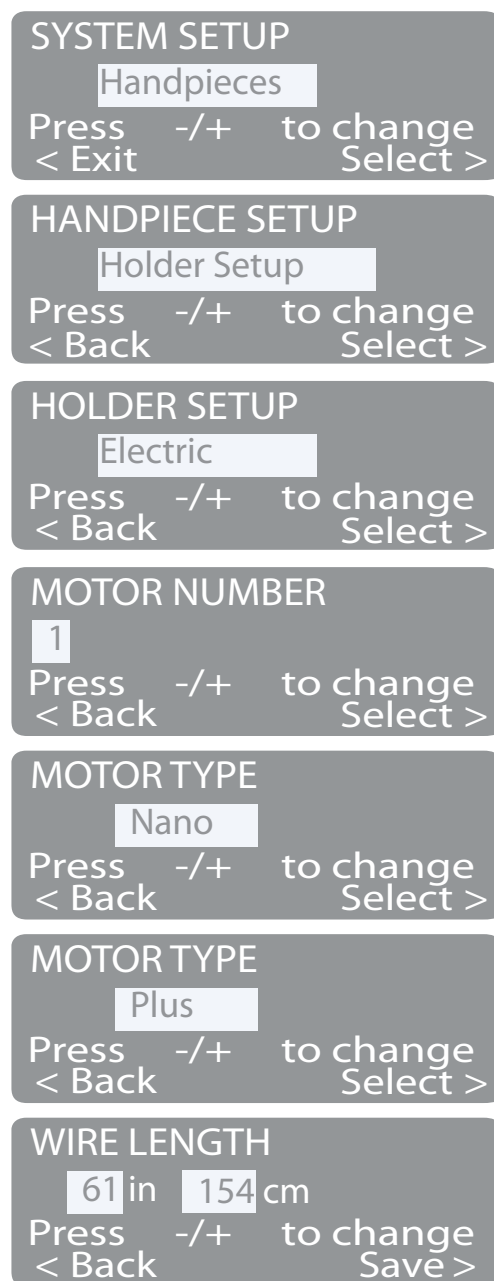 SYSTEM SETUP
Handpieces
Press -/+ to change
< Exit Select >
HANDPIECE SETUP
Holder Setup
Press -/+ to change
< Back Select >
HOLDER SETUP
Electric
Press -/+ to change
< Back Select >
MOTOR NUMBER
1
Press -/+ to change
< Back Select >
MOTOR TYPE
Nano
Press -/+ to change
< Back Select >
MOTOR TYPE
Plus
Press -/+ to change
< Back Select >
WIRE LENGTH
61 in 154 cm
Press -/+ to change
< Back Save >